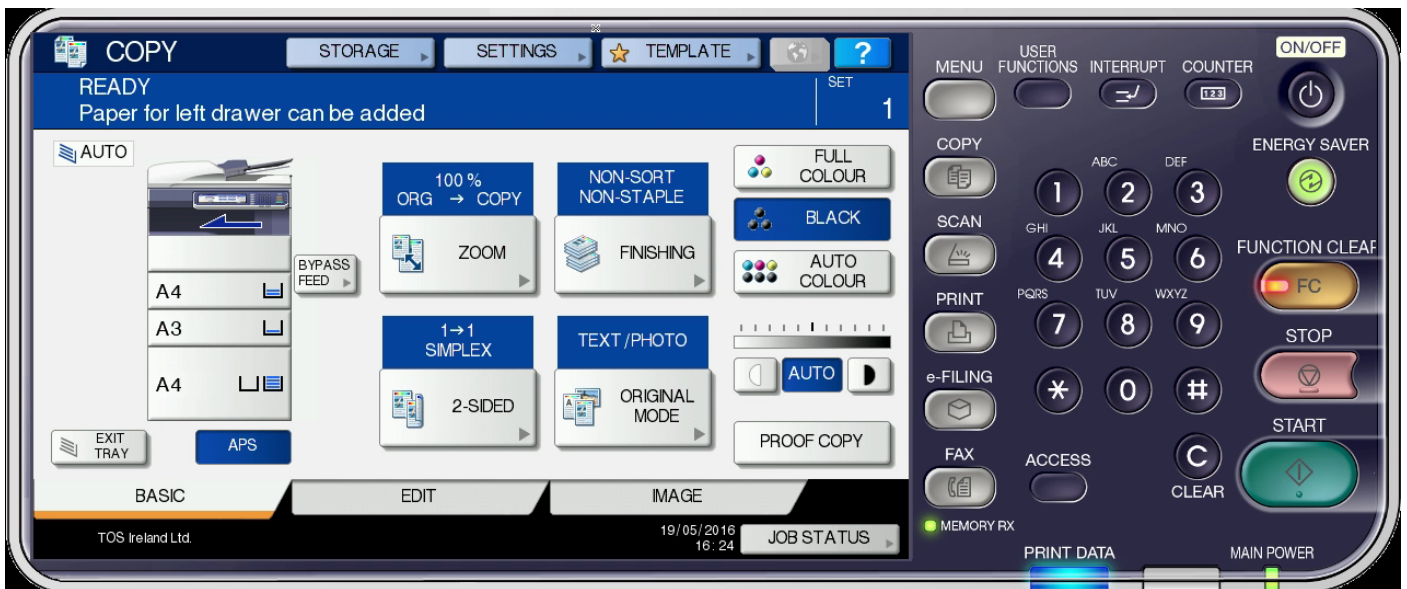 COPY
STORAGE
SETTINGS
TEMPLATE
?
READY
Paper for left drawer can be added
SET
1
AUTO
BYPASS
FEED
A4
A3
A4
EXIT
TRAY
APS
100 %
ORG → COPY
ZOOM
NON-SORT
NON-STAPLE
FINISHING
1→1
SIMPLEX
2-SIDED
TEXT/PHOTO
ORIGINAL
MODE
FULL
COLOUR
BLACK
AUTO
COLOUR
AUTO
PROOF COPY
BASIC
EDIT
IMAGE
TOS Ireland Ltd.
19/05/2016
16:24
JOB STATUS
MENU
USER
FUNCTIONS
INTERRUPT
COUNTER
123
ON/OFF
ENERGY SAVER
COPY
SCAN
PRINT
e-FILING
FAX
MEMORY RX
ABC DEF
1 2 3
GHI JKL MNO
4 5 6
PQRS TUV WXYZ
7 8 9
* 0 #
ACCESS
C
CLEAR
FUNCTION CLEAR
FC
STOP
START
PRINT DATA
MAIN POWER